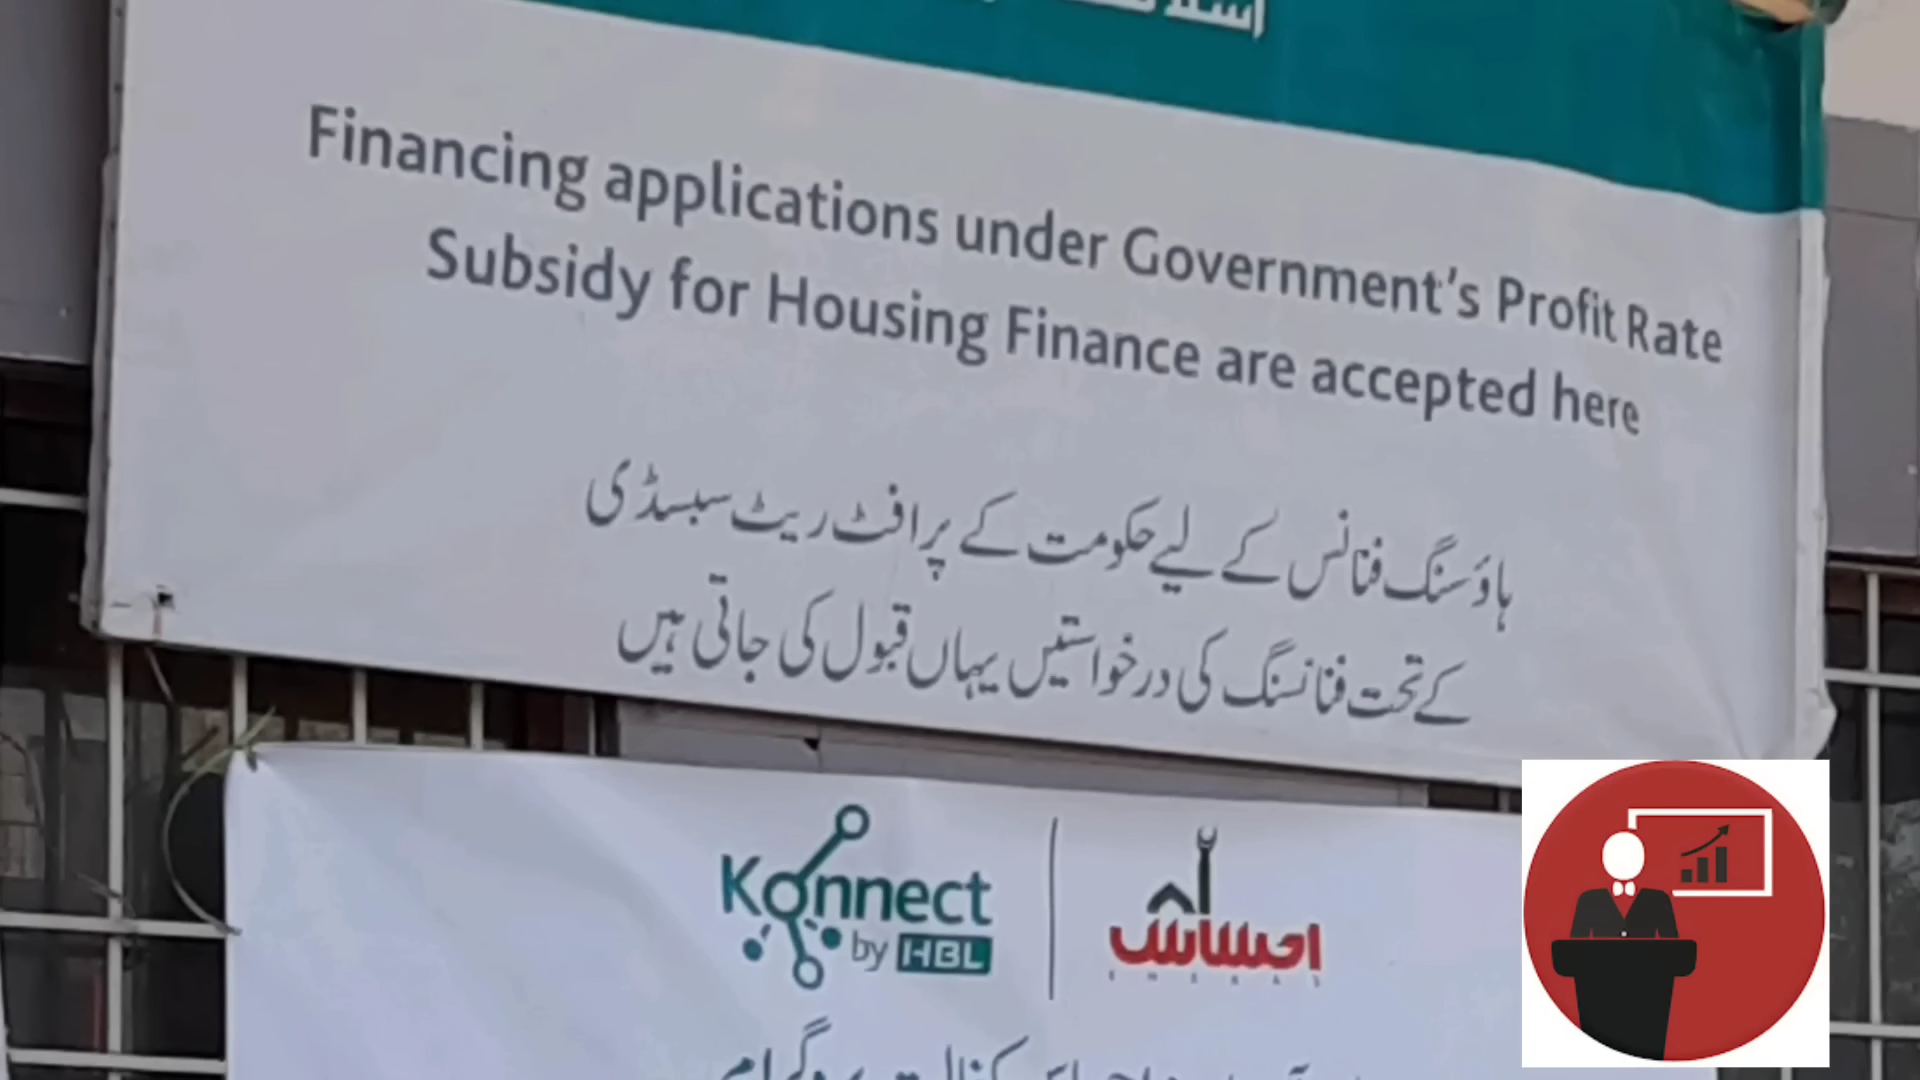 Financing applications under Government's Profit Rate
Subsidy for Housing Finance are accepted here
ہاؤسنگ فنانس کے لیے حکومت کے پرافٹ ریٹ سبسڈی
کے تحت فنانسنگ کی درخواستیں یہاں قبول کی جاتی ہیں
Konnect
by HBL
احساس
EHSAS